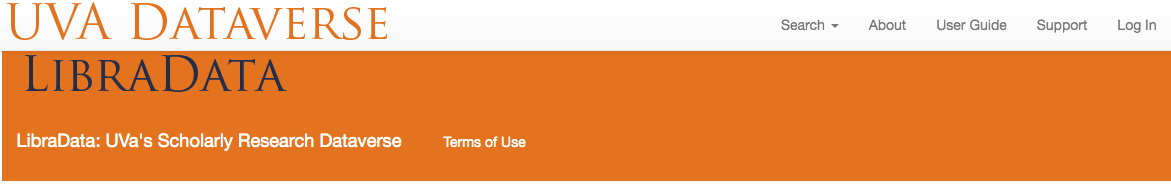 UVA DATAVERSE
Search About User Guide Support Log In
LIBRADATA
LibraData: UVa's Scholarly Research Dataverse Terms of Use